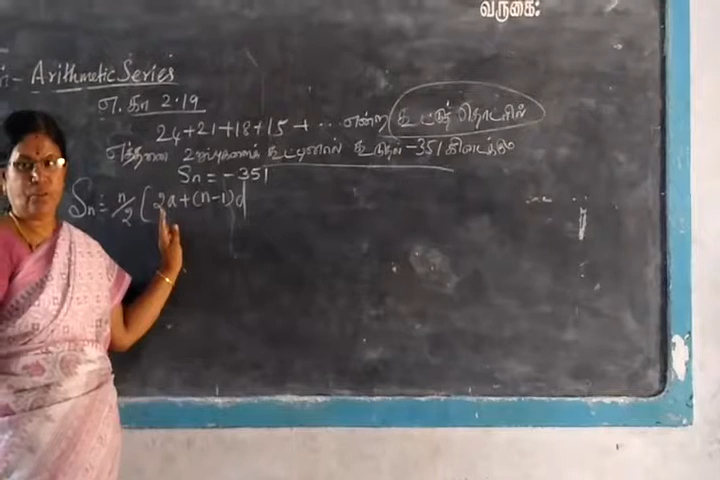 வருகை:
- Arithmetic Series
எ.கா 2.19
24+21+18+15+... என்ற கூட்டுத் தொடரில்
எத்தனை உறுப்புகளைக் கூட்டினால் கூடுதல் -351 கிடைக்கும்
Sn = -351
Sn = n/2 [2a+(n-1)d